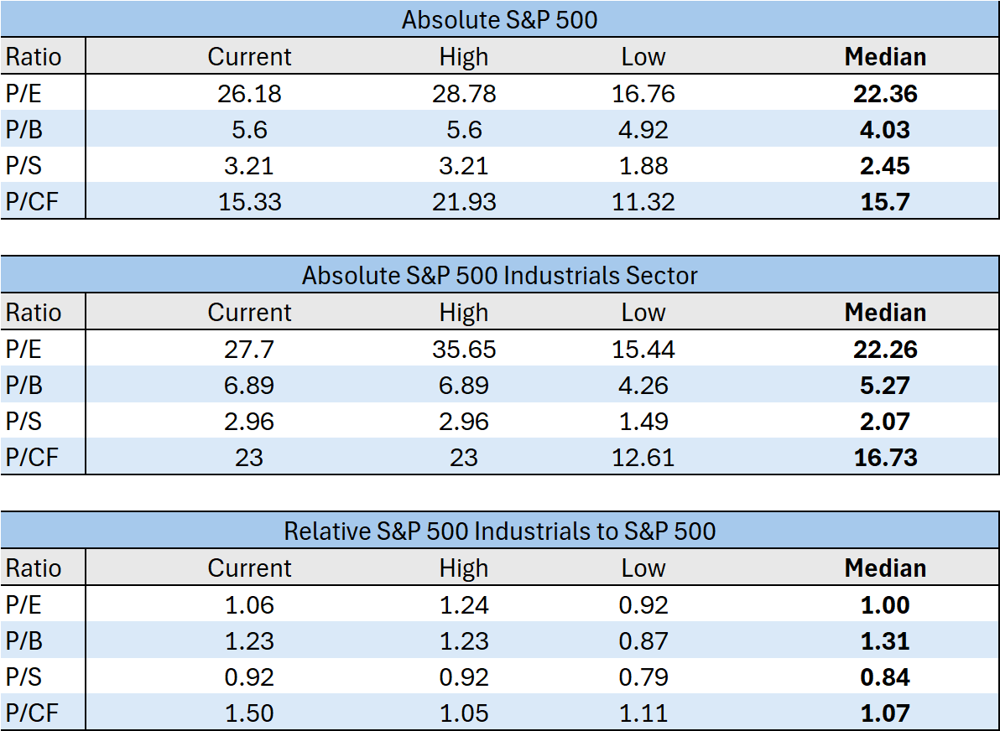 Absolute S&P 500
Ratio Current High Low Median
P/E 26.18 28.78 16.76 22.36
P/B 5.6 5.6 4.92 4.03
P/S 3.21 3.21 1.88 2.45
P/CF 15.33 21.93 11.32 15.7
Absolute S&P 500 Industrials Sector
Ratio Current High Low Median
P/E 27.7 35.65 15.44 22.26
P/B 6.89 6.89 4.26 5.27
P/S 2.96 2.96 1.49 2.07
P/CF 23 23 12.61 16.73
Relative S&P 500 Industrials to S&P 500
Ratio Current High Low Median
P/E 1.06 1.24 0.92 1.00
P/B 1.23 1.23 0.87 1.31
P/S 0.92 0.92 0.79 0.84
P/CF 1.50 1.05 1.11 1.07